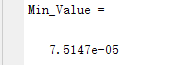 Min_Value =
7.5147e-05